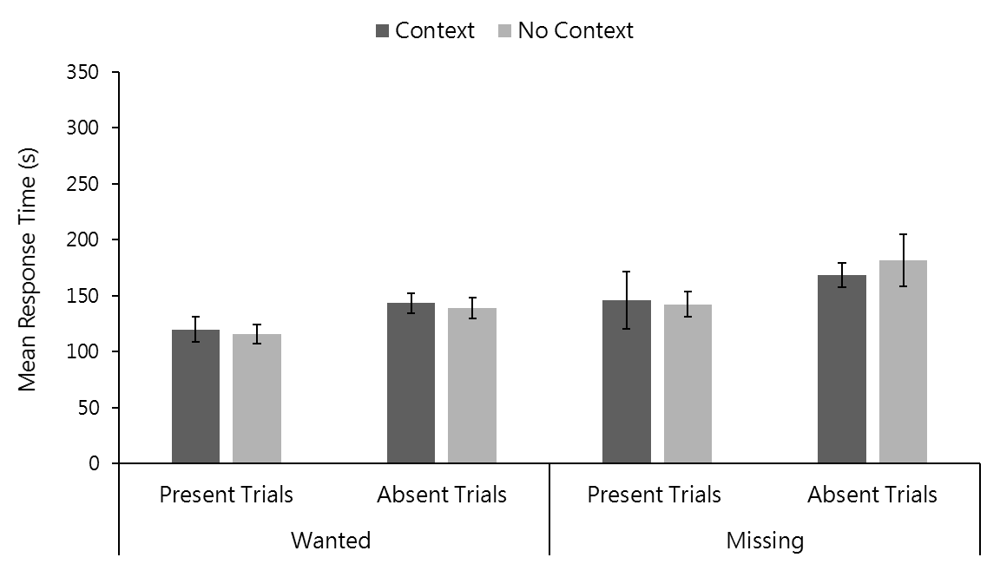 Context No Context
Mean Response Time (s)
350
300
250
200
150
100
50
0
Present Trials Absent Trials Present Trials Absent Trials
Wanted Missing